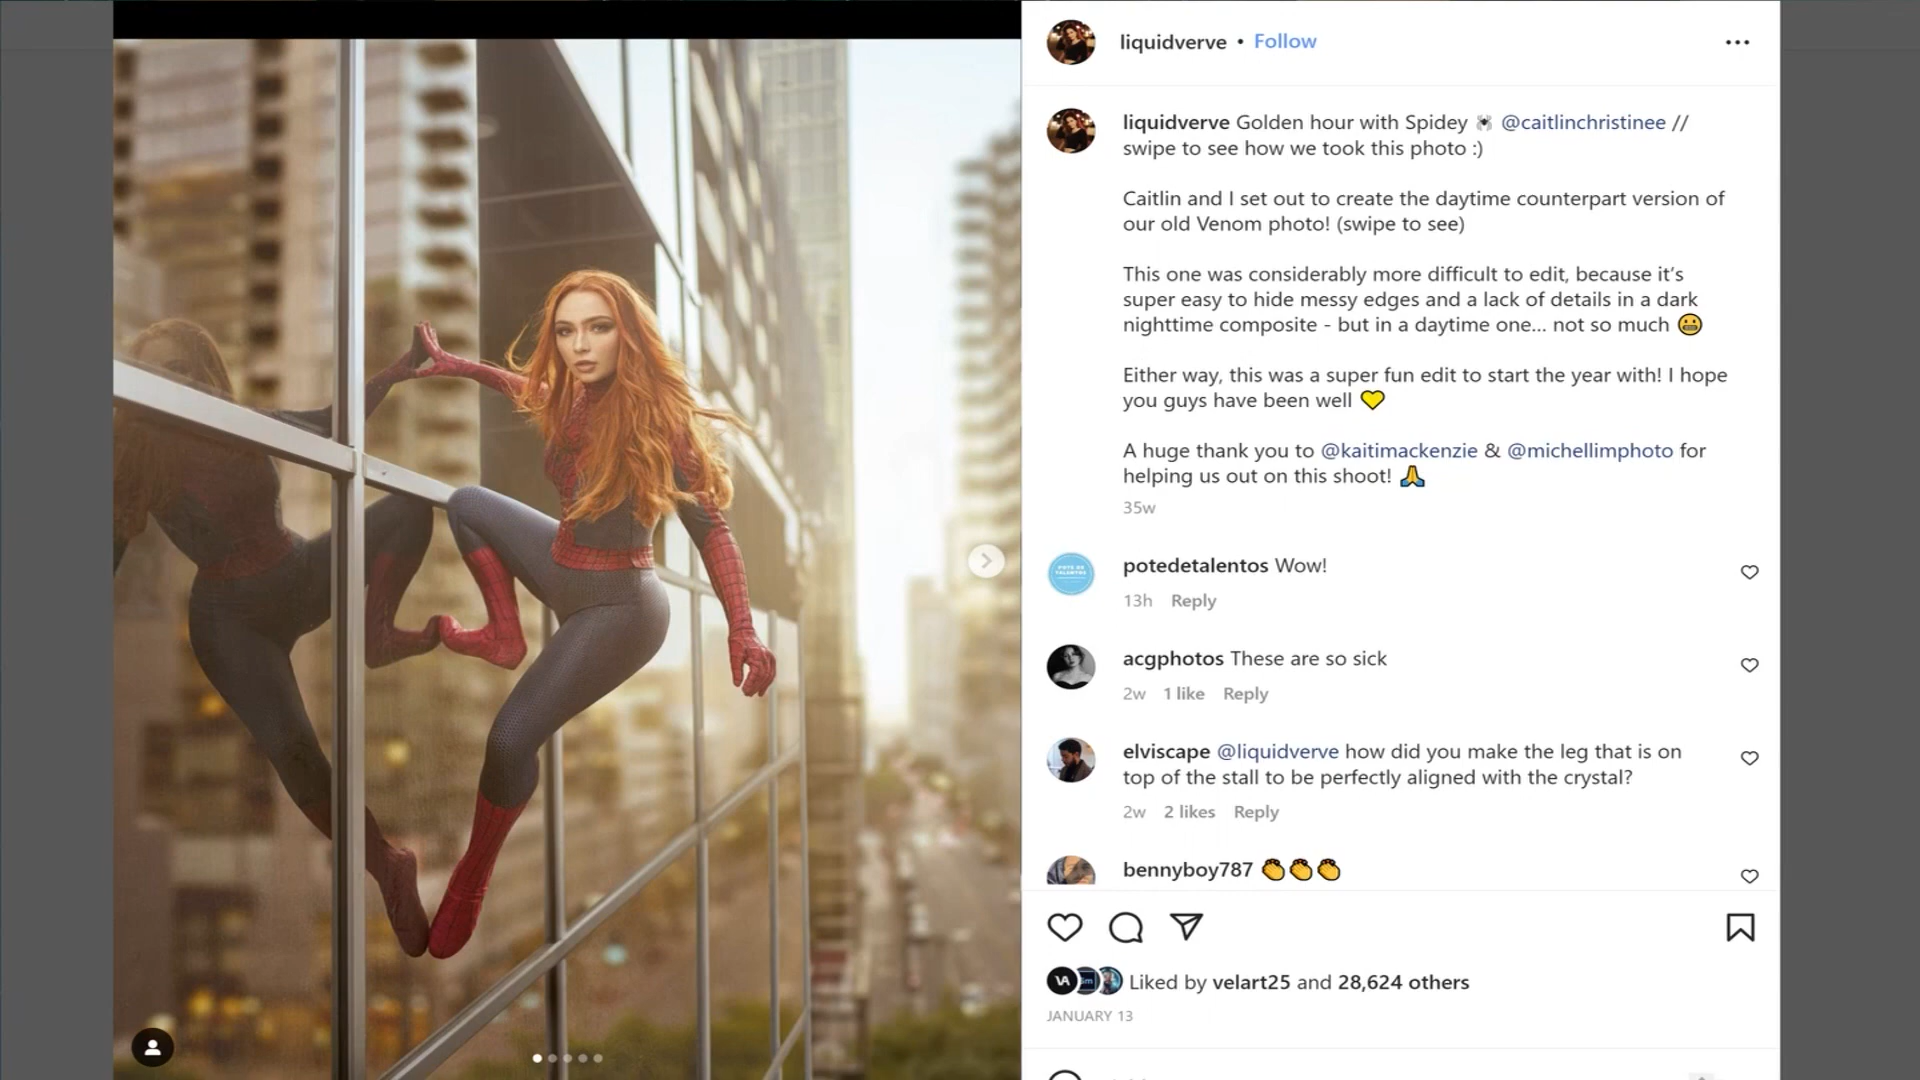 liquidverve • Follow
liquidverve Golden hour with Spidey 🕷 @caitlinchristinee //
swipe to see how we took this photo :)
Caitlin and I set out to create the daytime counterpart version of
our old Venom photo! (swipe to see)
This one was considerably more difficult to edit, because it’s
super easy to hide messy edges and a lack of details in a dark
nighttime composite - but in a daytime one... not so much 😬
Either way, this was a super fun edit to start the year with! I hope
you guys have been well 💛
A huge thank you to @kaitimackenzie & @michellimphoto for
helping us out on this shoot! 🙏
35w
POTE DE
TALENTOS
potedetalentos Wow!
13h Reply
acgphotos These are so sick
2w 1 like Reply
elviscape @liquidverve how did you make the leg that is on
top of the stall to be perfectly aligned with the crystal?
2w 2 likes Reply
bennyboy787 👏👏👏
Liked by velart25 and 28,624 others
JANUARY 13